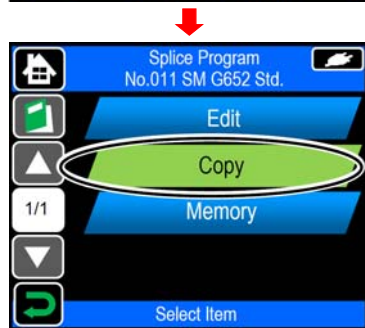 Splice Program
No.011 SM G652 Std.
Edit
Copy
1/1
Memory
Select Item